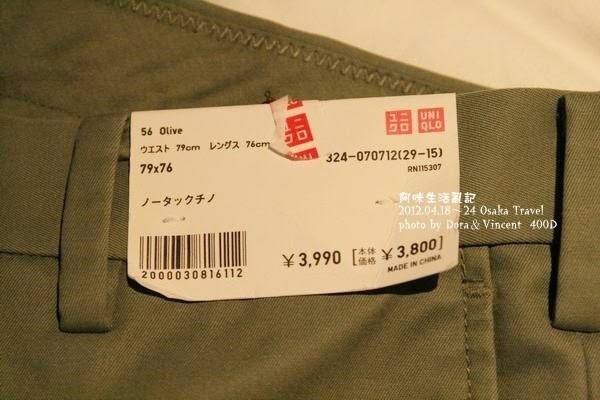 56 Olive
ウエスト 79cm レングス 76cm
79x76
ユニクロ UNIQLO
324-070712(29-15)
RN115307
ノータックチノ
2000030816112
¥3,990 [本体価格 ¥3,800]
MADE IN CHINA
阿咪生活亂記
2012.04.18~24 Osaka Travel
photo by Dora & Vincent 400D